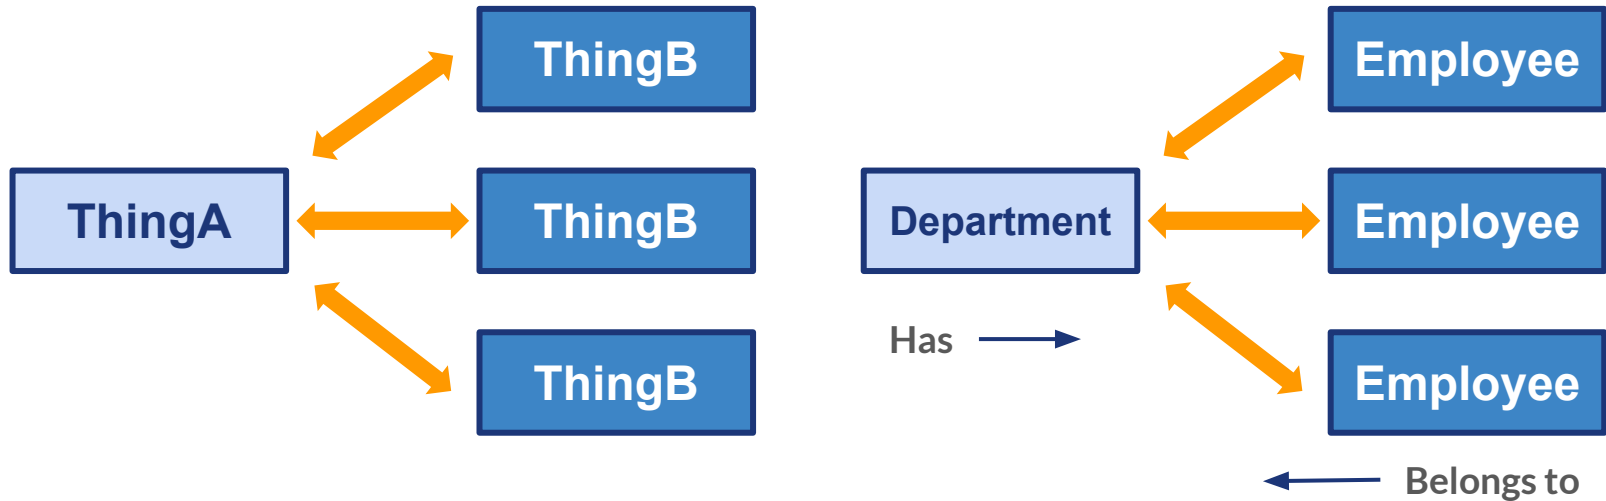 ThingB
ThingA
ThingB
ThingB
Employee
Department
Employee
Has
Employee
Belongs to